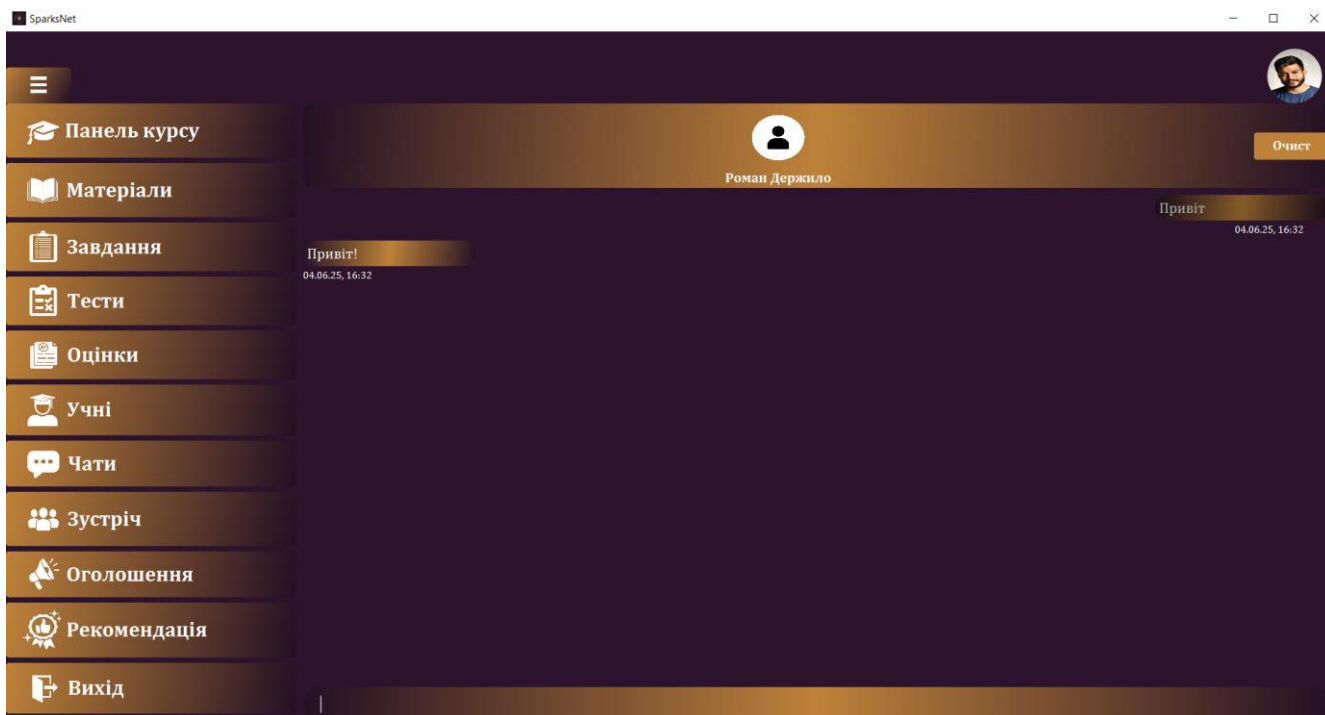 SparksNet
Панель курсу
Матеріали
Завдання
Тести
Оцінки
Учні
Чати
Зустріч
Оголошення
Рекомендація
Вихід
Роман Держило
Очист
Привіт
04.06.25, 16:32
Привіт!
04.06.25, 16:32